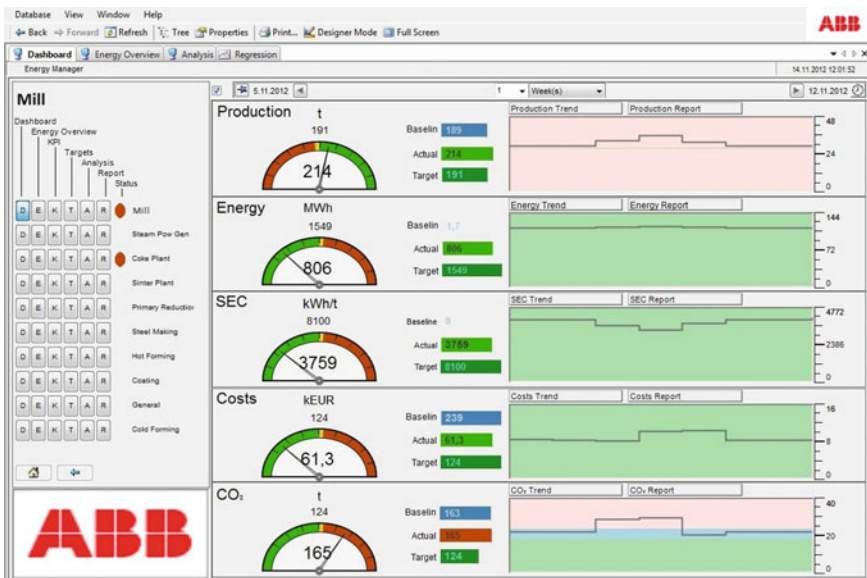 Database View Window Help
Back Forward Refresh Tree Properties Print... Designer Mode Full Screen
ABB
Dashboard Energy Overview Analysis Regression
Energy Manager 14.11.2012 12:01:52
5.11.2012 1 Week(s) 12.11.2012
Mill
Dashboard
Energy Overview
KPI
Targets
Analysis
Report
Status
D E K T A R Mill
D E K T A R Steam Pow Gen
D E K T A R Coke Plant
D E K T A R Sinter Plant
D E K T A R Primary Reductio
D E K T A R Steel Making
D E K T A R Hot Forming
D E K T A R Coating
D E K T A R General
D E K T A R Cold Forming
ABB
Production t
191
214
Baselin 189
Actual 214
Target 191
Production Trend Production Report
48
24
0
Energy MWh
1549
806
Baselin 1,7
Actual 806
Target 1549
Energy Trend Energy Report
144
72
0
SEC kWh/t
8100
3759
Baseline 0
Actual 3759
Target 8100
SEC Trend SEC Report
4772
2386
0
Costs kEUR
124
61,3
Baselin 239
Actual 61,3
Target 124
Costs Trend Costs Report
16
8
0
CO₂ t
124
165
Baselin 163
Actual 165
Target 124
CO₂ Trend CO₂ Report
40
20
0